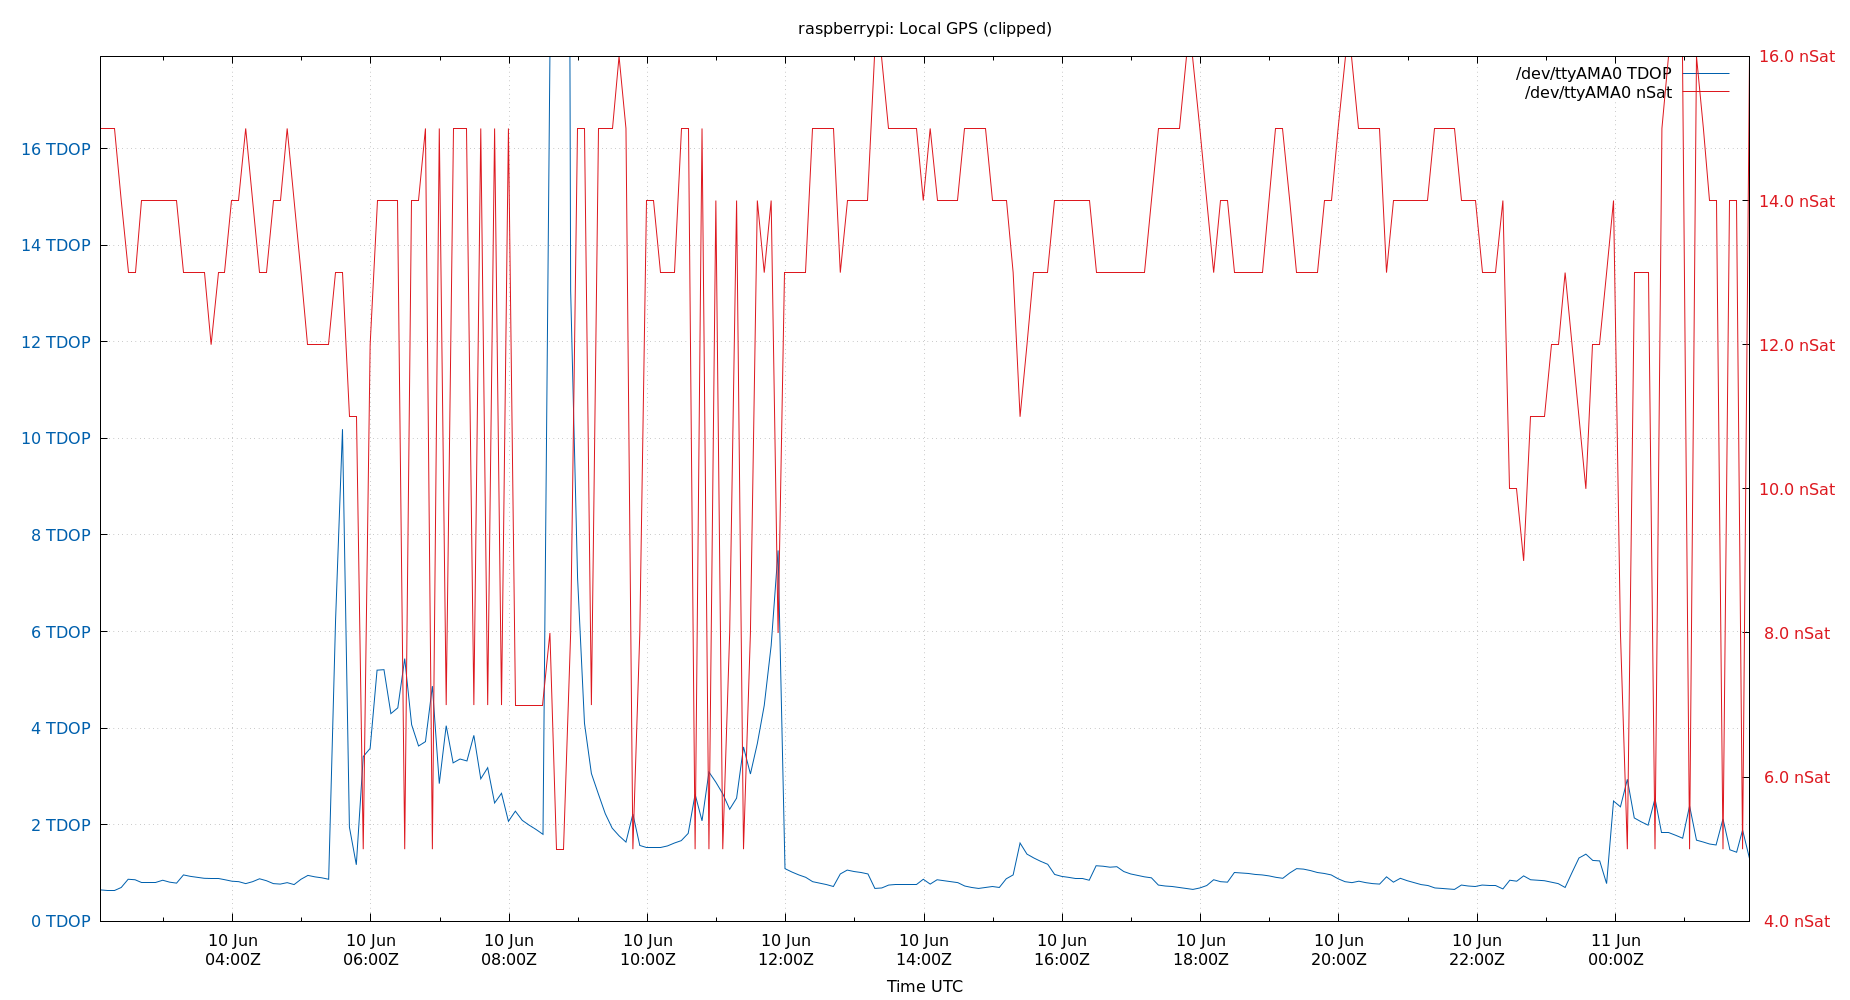 raspberrypi: Local GPS (clipped)
16.0 nSat
/dev/ttyAMA0 TDOP
/dev/ttyAMA0 nSat
16 TDOP
14.0 nSat
14 TDOP
12 TDOP
12.0 nSat
10 TDOP
10.0 nSat
8 TDOP
6 TDOP
8.0 nSat
4 TDOP
6.0 nSat
2 TDOP
0 TDOP
4.0 nSat
10 Jun 10 Jun 10 Jun 10 Jun 10 Jun 10 Jun 10 Jun 10 Jun 10 Jun 10 Jun 11 Jun
04:00Z 06:00Z 08:00Z 10:00Z 12:00Z 14:00Z 16:00Z 18:00Z 20:00Z 22:00Z 00:00Z
Time UTC